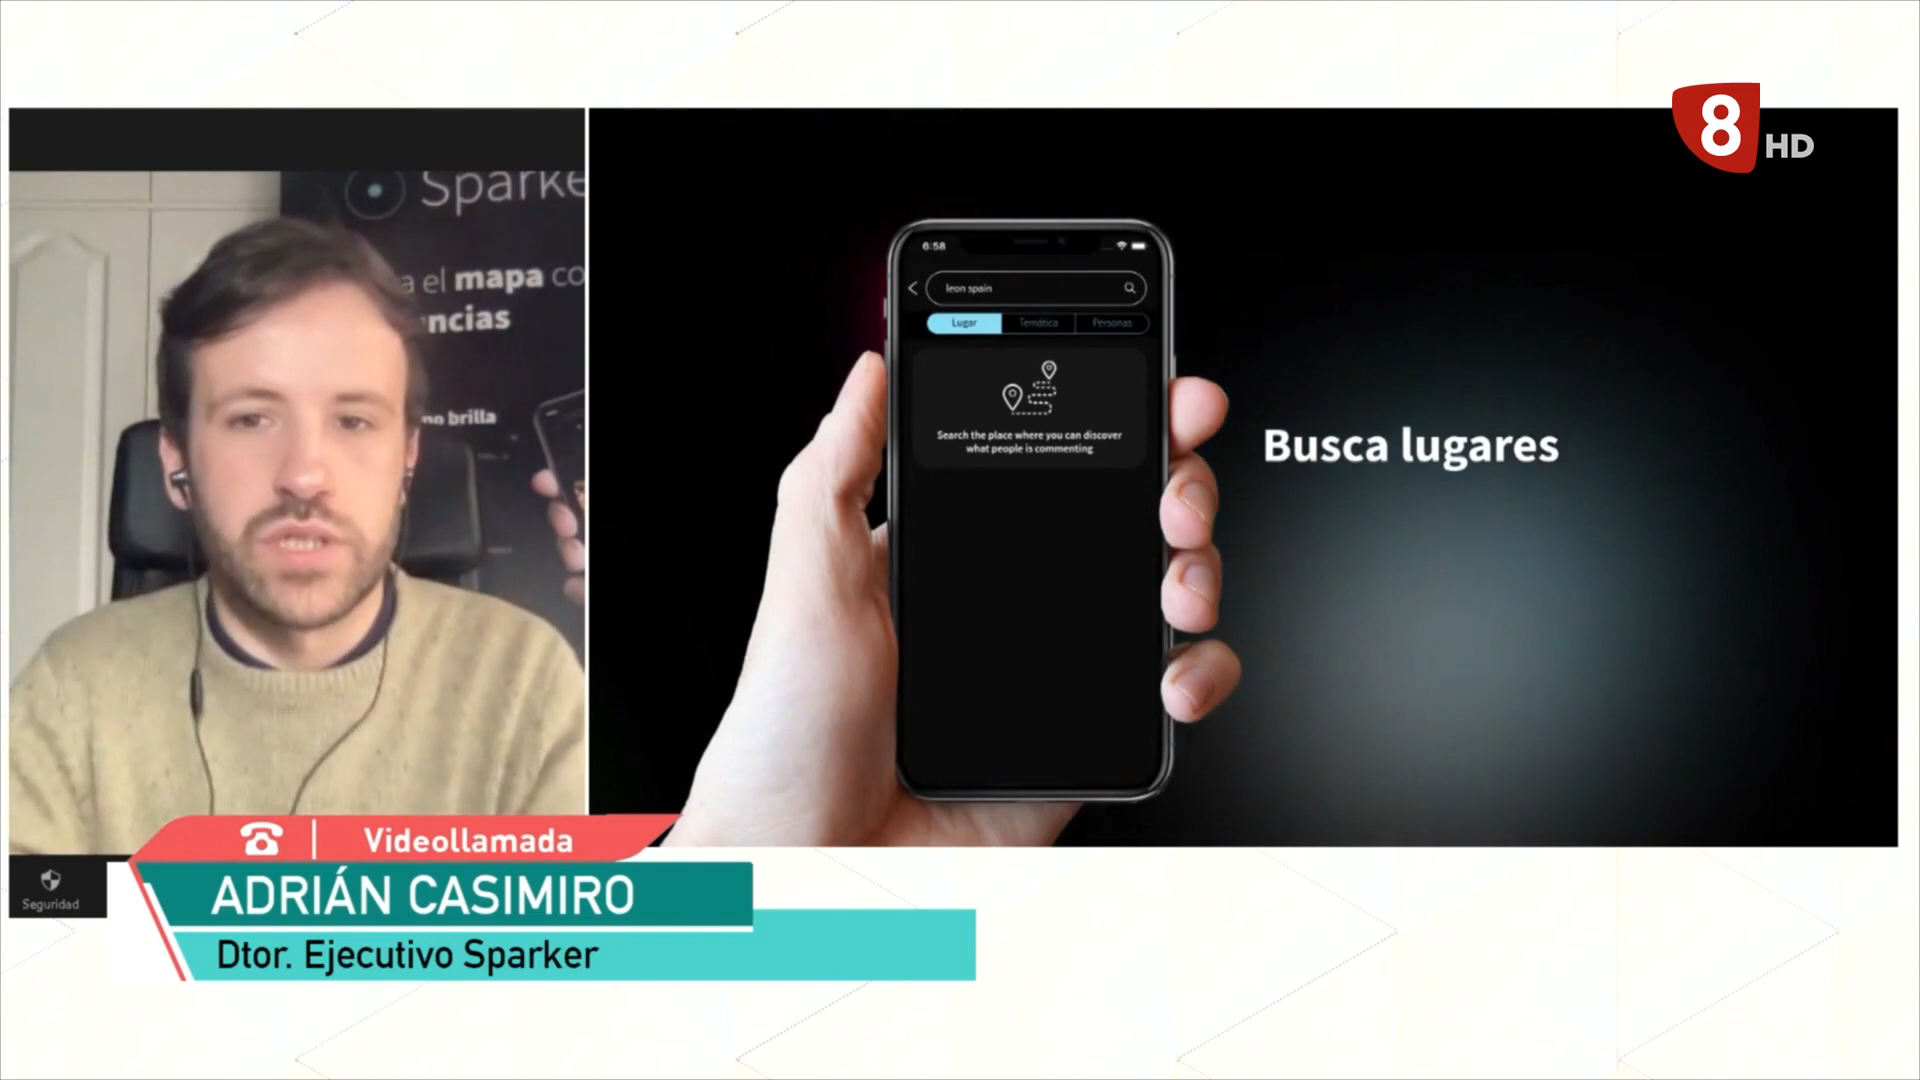 8 HD
Sparke
a el mapa co
ncias
no brilla
6:58
leon spain
Lugar Temática Personas
Search the place where you can discover
what people is commenting
Busca lugares
Videollamada
ADRIÁN CASIMIRO
Dtor. Ejecutivo Sparker
Seguridad